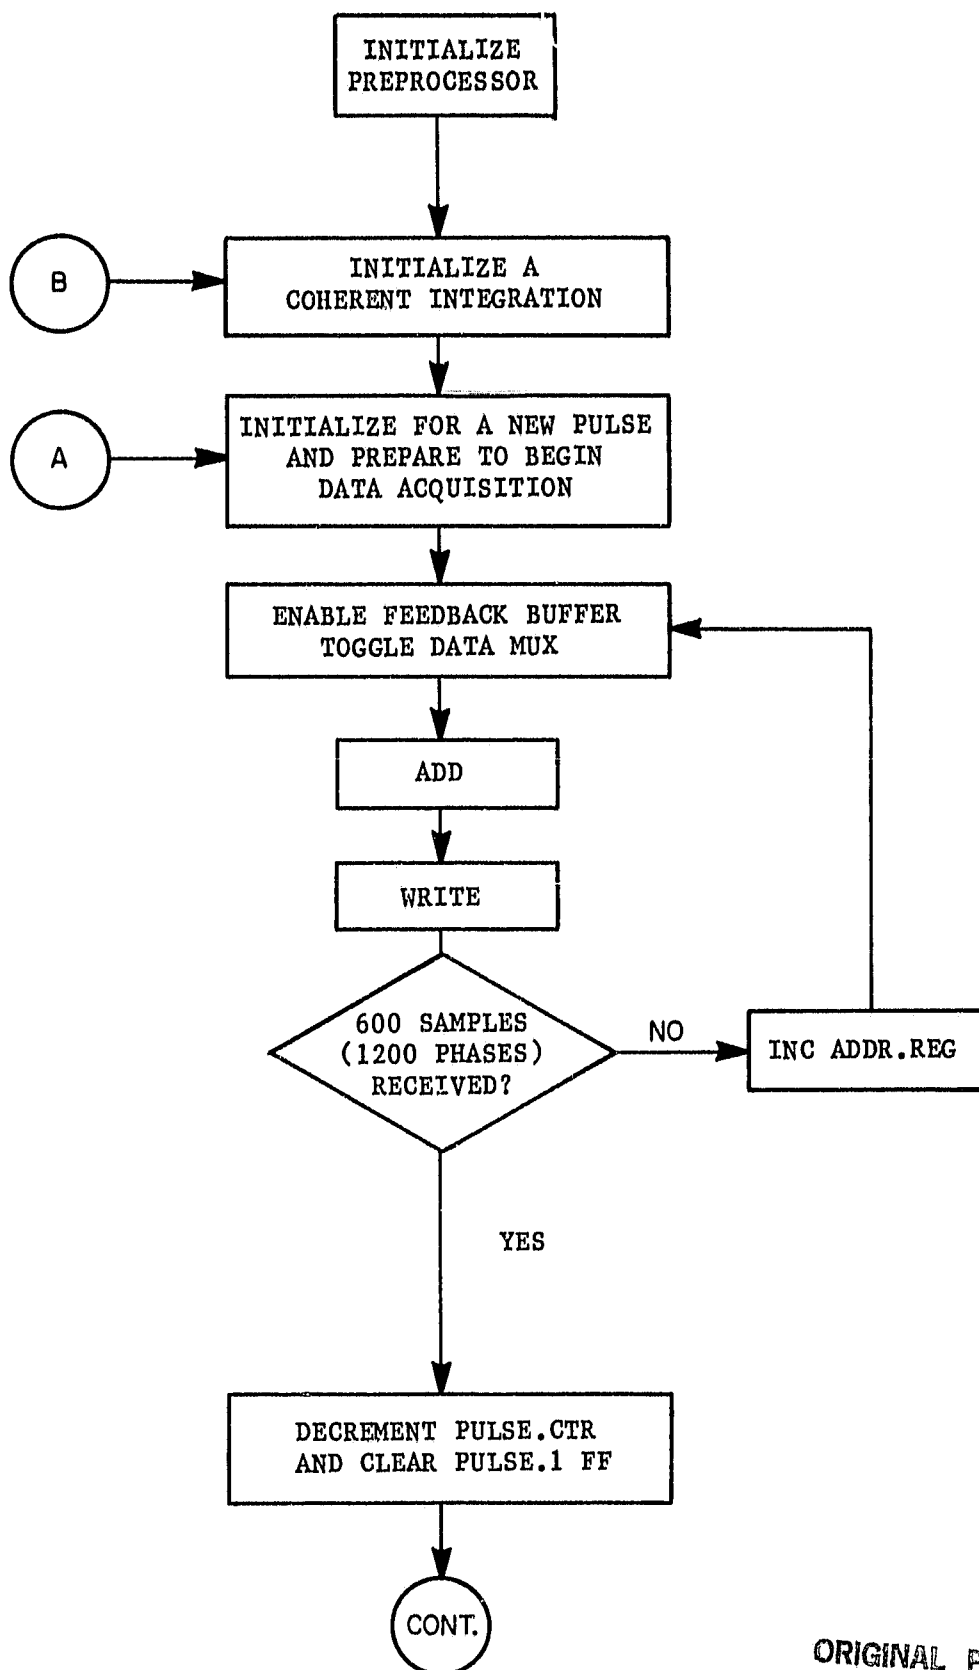 INITIALIZE
PREPROCESSOR
B
INITIALIZE A
COHERENT INTEGRATION
A
INITIALIZE FOR A NEW PULSE
AND PREPARE TO BEGIN
DATA ACQUISITION
ENABLE FEEDBACK BUFFER
TOGGLE DATA MUX
ADD
WRITE
600 SAMPLES
(1200 PHASES)
RECEIVED?
NO
INC ADDR.REG
YES
DECREMENT PULSE.CTR
AND CLEAR PULSE.1 FF
CONT.
ORIGINAL